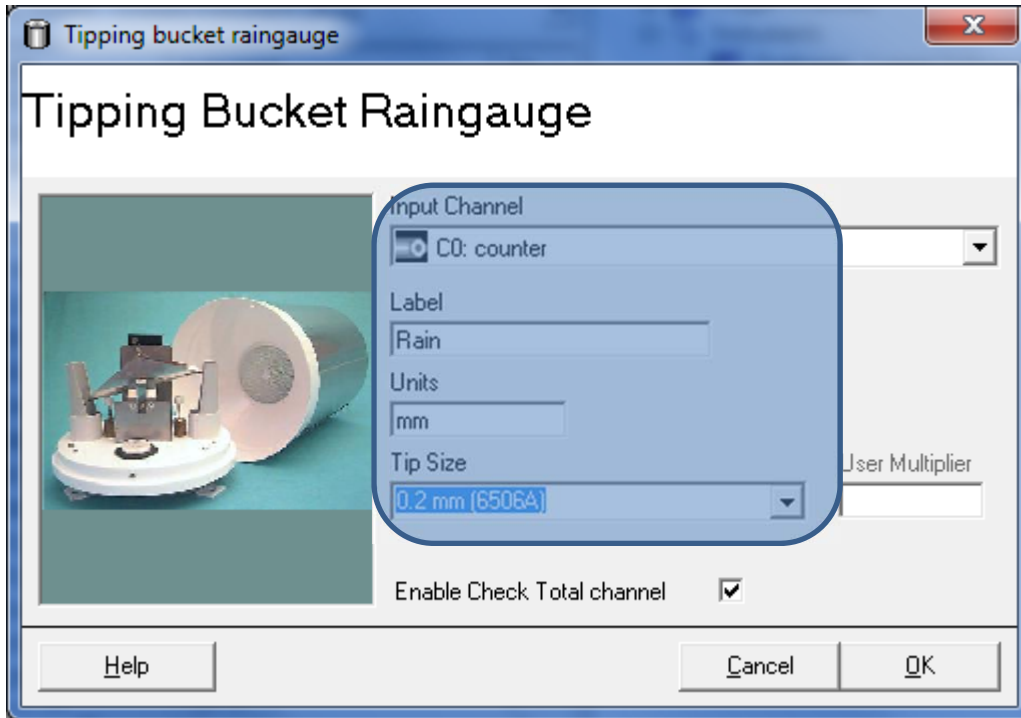 Tipping bucket raingauge
Tipping Bucket Raingauge
Input Channel
C0: counter
Label
Rain
Units
mm
Tip Size
User Multiplier
0.2 mm (6506A)
Enable Check Total channel
Help
Cancel
OK